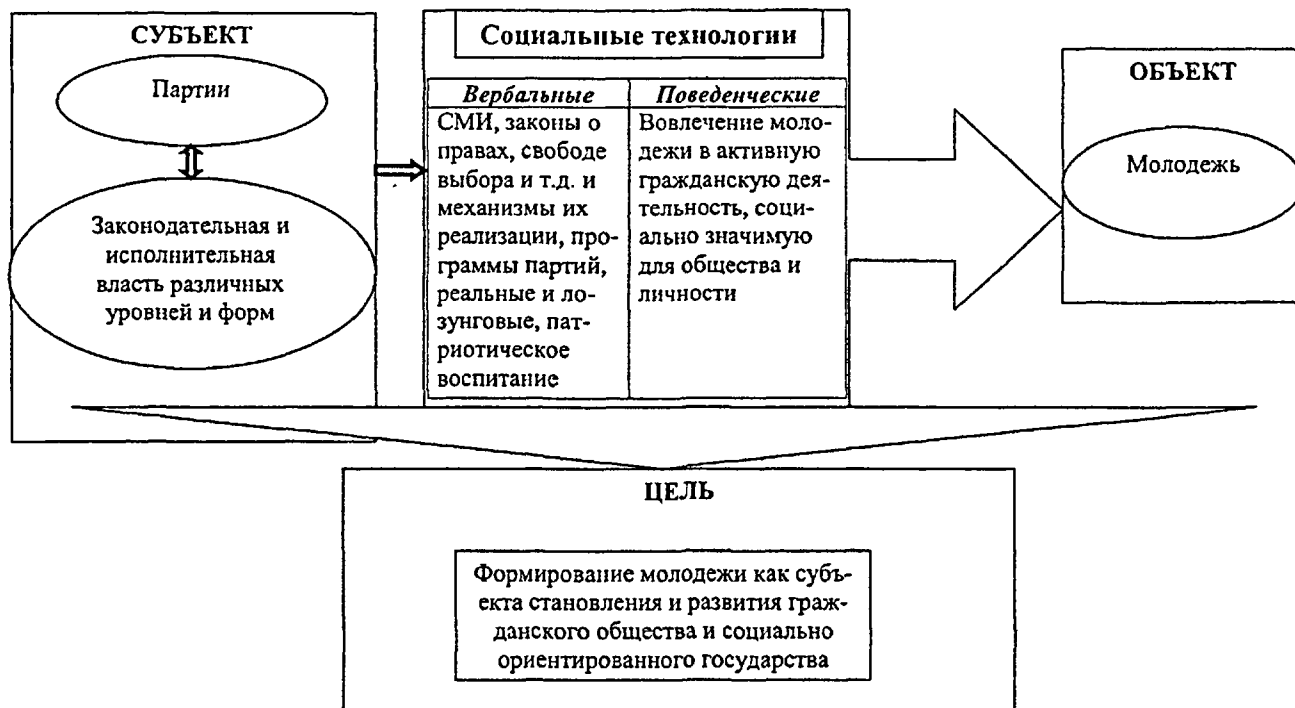 СУБЪЕКТ
Партии
Законодательная и
исполнительная
власть различных
уровней и форм
Социальные технологии
Вербальные
СМИ, законы о
правах, свободе
выбора и т.д. и
механизмы их
реализации, про-
граммы партий,
реальные и ло-
зунговые, пат-
риотическое
воспитание
Поведенческие
Вовлечение моло-
дежи в активную
гражданскую дея-
тельность, соци-
ально значимую
для общества и
личности
ОБЪЕКТ
Молодежь
ЦЕЛЬ
Формирование молодежи как субъ-
екта становления и развития граж-
данского общества и социально
ориентированного государства